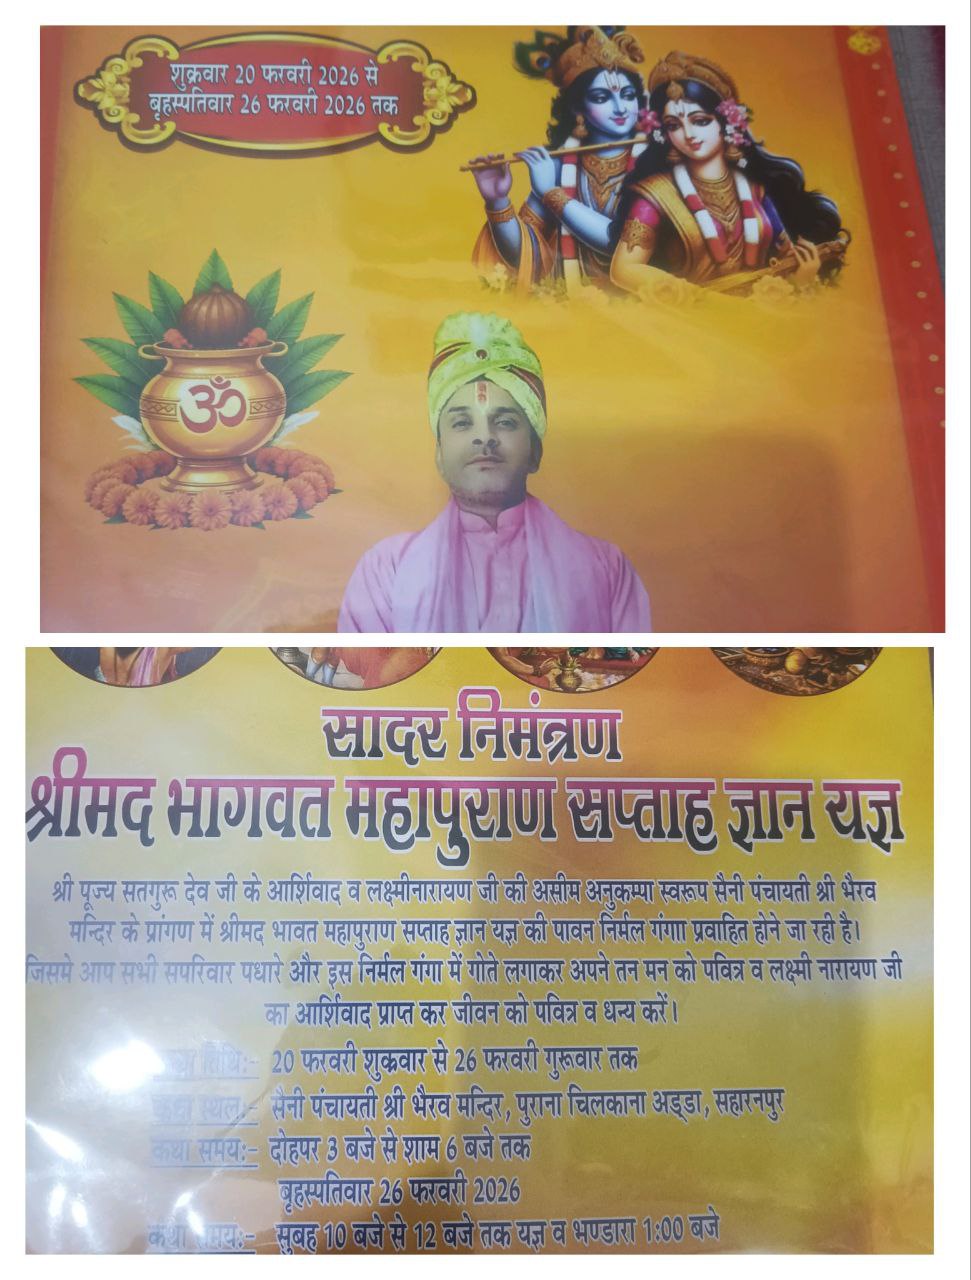 शुक्रवार 20 फरवरी 2026 से
बृहस्पतिवार 26 फरवरी 2026 तक
ॐ
सादर निमंत्रण
श्रीमद भागवत महापुराण सप्ताह ज्ञान यज्ञ
श्री पूज्य सतगुरू देव जी के आर्शिवाद व लक्ष्मीनारायण जी की असीम अनुकम्पा स्वरूप सैनी पंचायती श्री भैरव
मन्दिर के प्रांगण में श्रीमद भावत महापुराण सप्ताह ज्ञान यज्ञ की पावन निर्मल गंगाा प्रवाहित होने जा रही है।
जिसमे आप सभी सपरिवार पधारे और इस निर्मल गंगा में गोते लगाकर अपने तन मन को पवित्र व लक्ष्मी नारायण जी
का आर्शिवाद प्राप्त कर जीवन को पवित्र व धन्य करें।
तिथि:- 20 फरवरी शुक्रवार से 26 फरवरी गुरूवार तक
कथा स्थल:- सैनी पंचायती श्री भैरव मन्दिर, पुराना चिलकाना अड्डा, सहारनपुर
कथा समय:- दोहपर 3 बजे से शाम 6 बजे तक
बृहस्पतिवार 26 फरवरी 2026
कथा समय:- सुबह 10 बजे से 12 बजे तक यज्ञ व भण्डारा 1:00 बजे